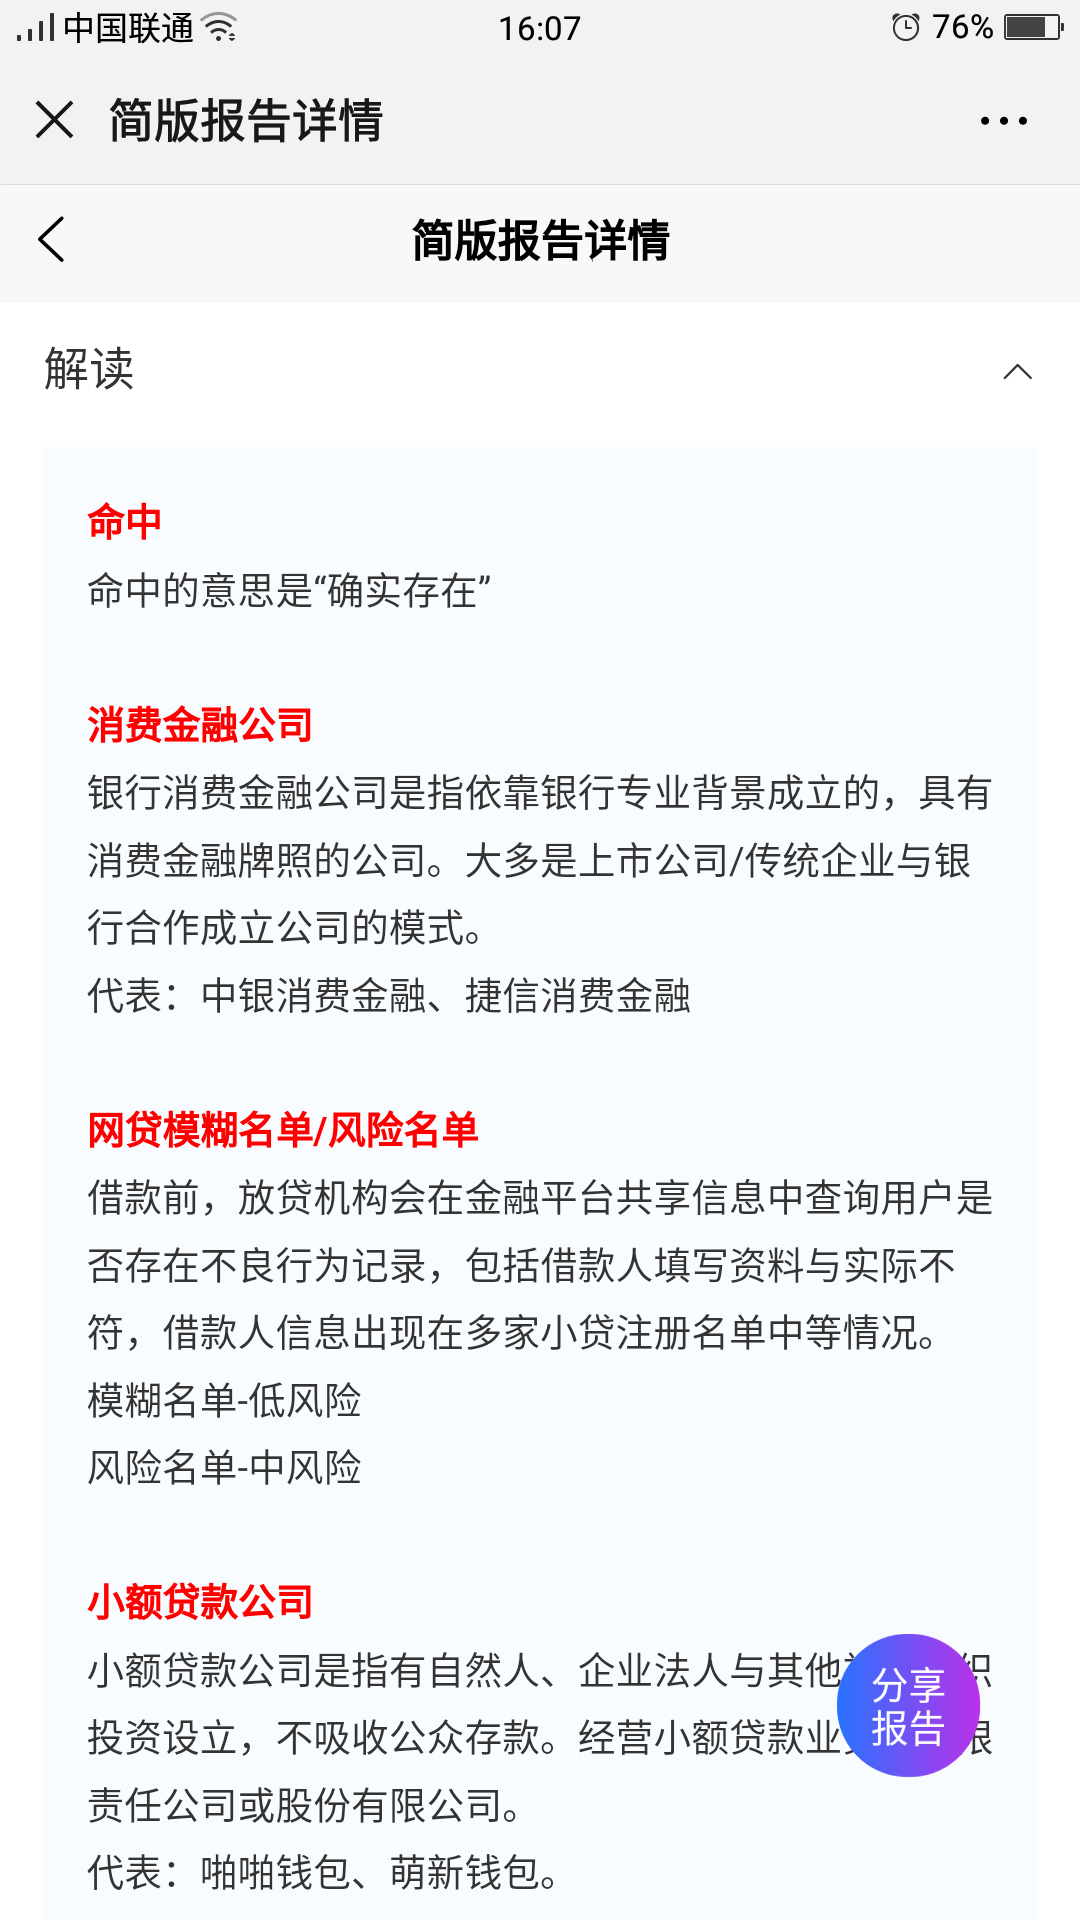 中国联通
16:07
76%
简版报告详情
简版报告详情
解读
命中
命中的意思是“确实存在”
消费金融公司
银行消费金融公司是指依靠银行专业背景成立的，具有
消费金融牌照的公司。大多是上市公司/传统企业与银
行合作成立公司的模式。
代表：中银消费金融、捷信消费金融
网贷模糊名单/风险名单
借款前，放贷机构会在金融平台共享信息中查询用户是
否存在不良行为记录，包括借款人填写资料与实际不
符，借款人信息出现在多家小贷注册名单中等情况。
模糊名单-低风险
风险名单-中风险
小额贷款公司
小额贷款公司是指有自然人、企业法人与其他 织
投资设立，不吸收公众存款。经营小额贷款业 限
责任公司或股份有限公司。
代表：啪啪钱包、萌新钱包。
分享
报告